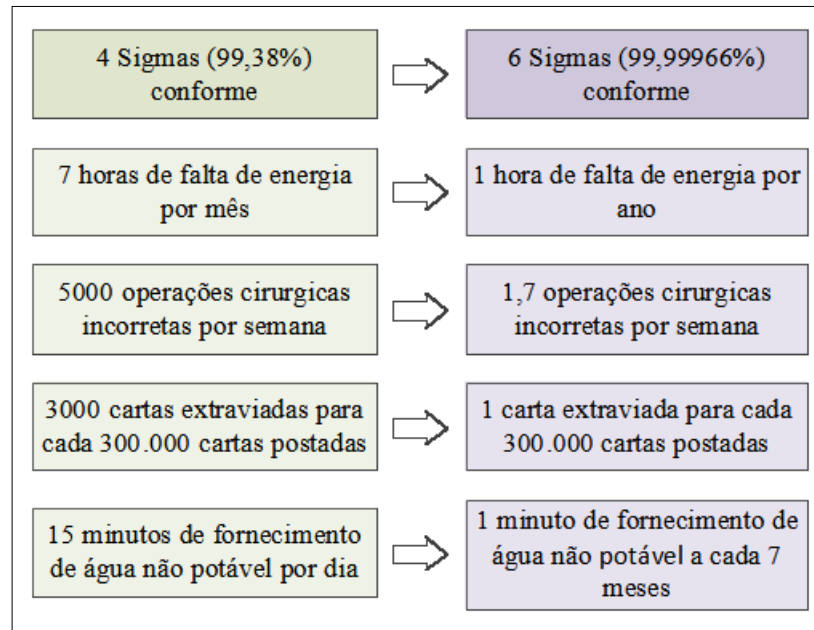 4 Sigmas (99,38%)
conforme
6 Sigmas (99,99966%)
conforme
7 horas de falta de energia
por mês
1 hora de falta de energia por
ano
5000 operações cirurgicas
incorretas por semana
1,7 operações cirurgicas
incorretas por semana
3000 cartas extraviadas para
cada 300.000 cartas postadas
1 carta extraviada para cada
300.000 cartas postadas
15 minutos de fornecimento
de água não potável por dia
1 minuto de fornecimento de
água não potável a cada 7
meses